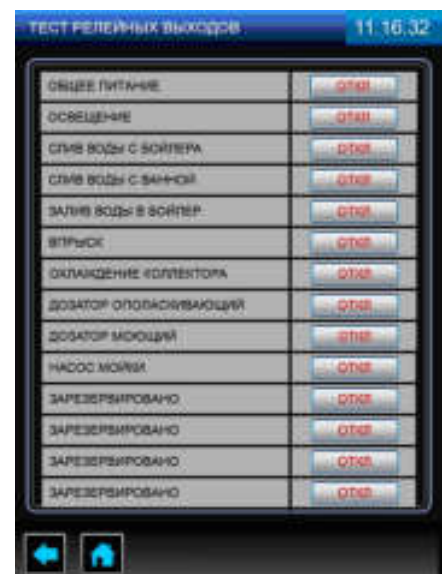 ТЕСТ РЕЛЕЙНЫХ ВЫХОДОВ 11:16:32
ОБЩЕЕ ПИТАНИЕ ОТКЛ
ОСВЕЩЕНИЕ ОТКЛ
СЛИВ ВОДЫ С БОЙЛЕРА ОТКЛ
СЛИВ ВОДЫ С ВАННОЙ ОТКЛ
ЗАЛИВ ВОДЫ В БОЙЛЕР ОТКЛ
ВПРЫСК ОТКЛ
ОХЛАЖДЕНИЕ КОЛЛЕКТОРА ОТКЛ
ДОЗАТОР ОПОЛАСКИВАЮЩИЙ ОТКЛ
ДОЗАТОР МОЮЩИЙ ОТКЛ
НАСОС МОЙКИ ОТКЛ
ЗАРЕЗЕРВИРОВАНО ОТКЛ
ЗАРЕЗЕРВИРОВАНО ОТКЛ
ЗАРЕЗЕРВИРОВАНО ОТКЛ
ЗАРЕЗЕРВИРОВАНО ОТКЛ